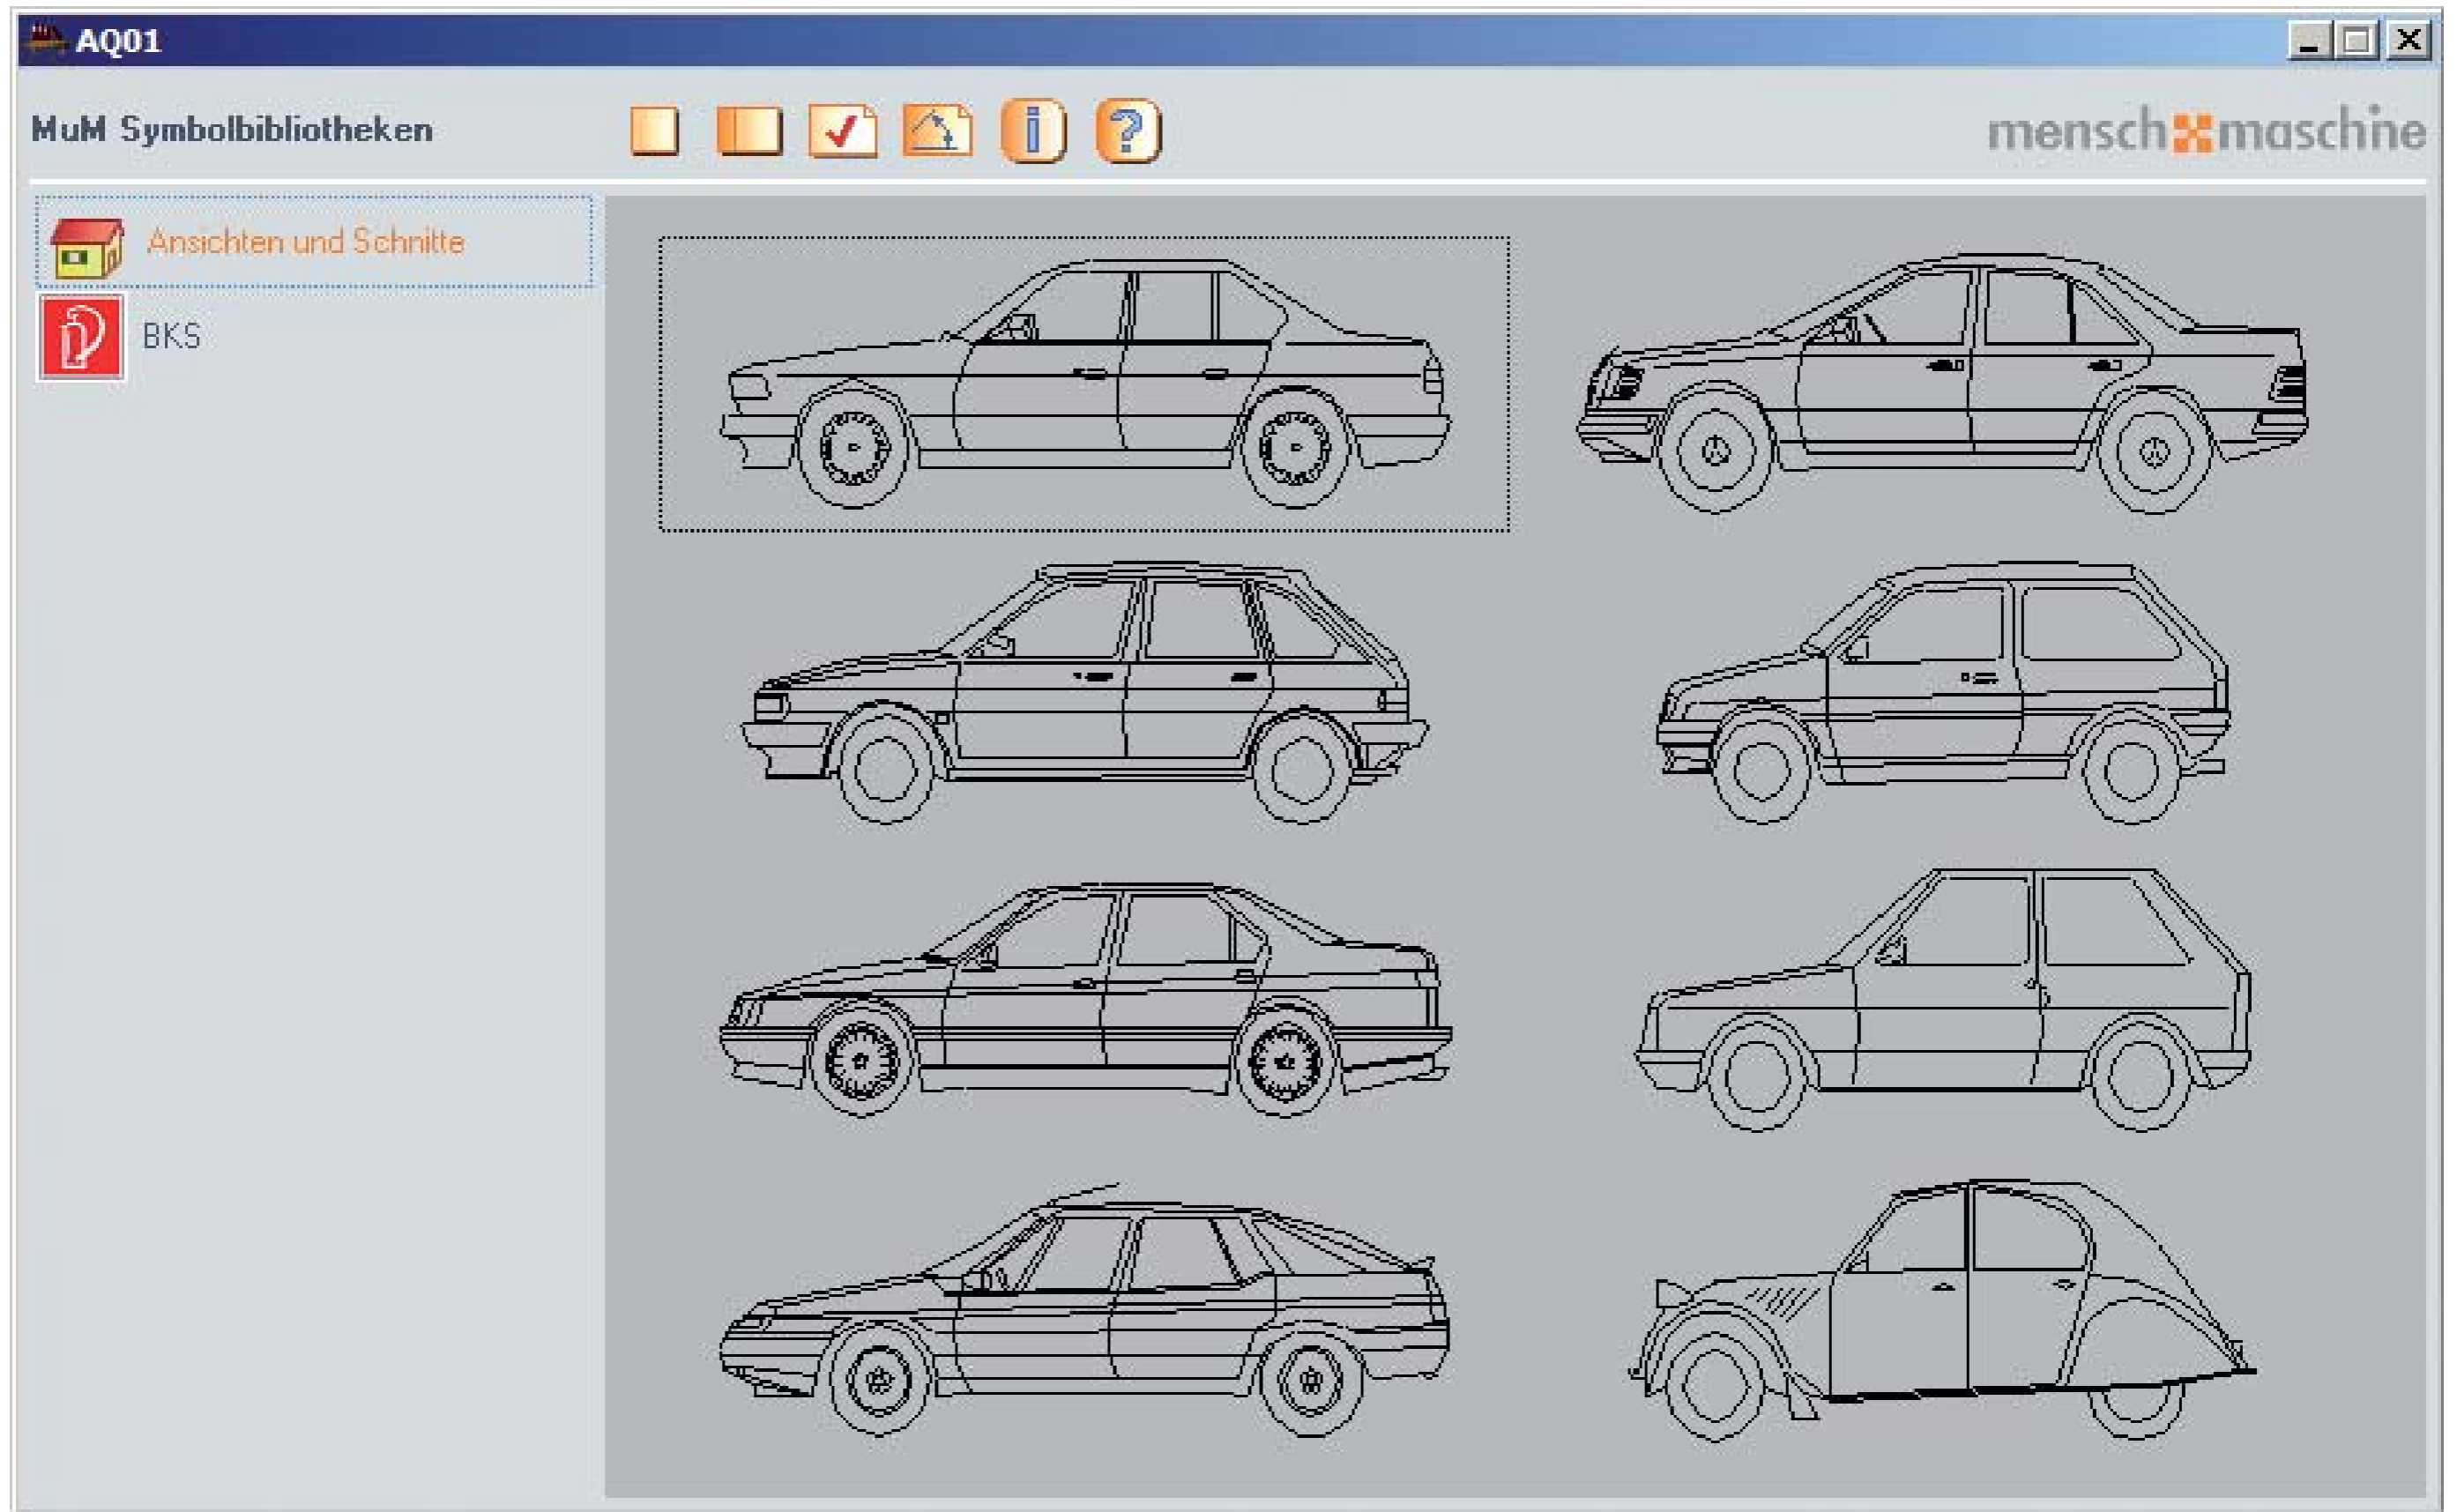 AQ01
MuM Symbolbibliotheken
mensch maschine
Ansichten und Schnitte
BKS